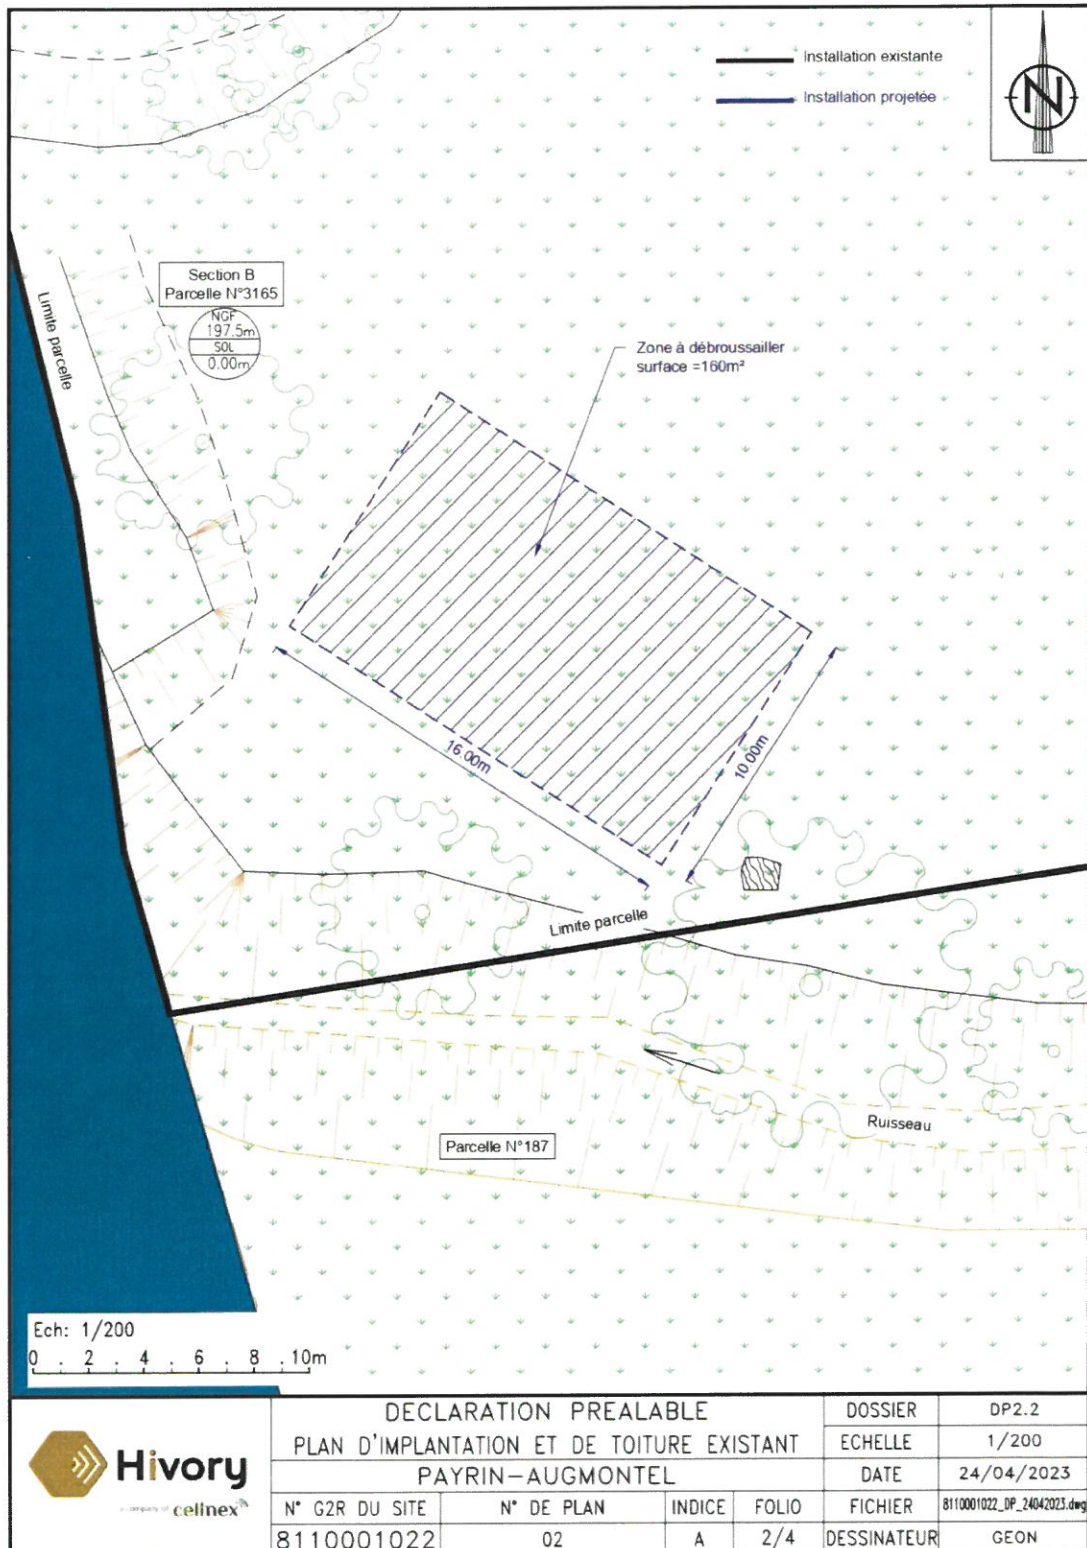 Installation existante
Installation projetée
N
Section B
Parcelle N°3165
NGF
197.5m
SOL
0.00m
Limite parcelle
Zone à débroussailler
surface =160m²
16.00m
10.00m
Limite parcelle
Ruisseau
Parcelle N°187
Ech: 1/200
0 . 2 . 4 . 6 . 8 . 10m
Hivory
a company of cellnex
DECLARATION PREALABLE
PLAN D'IMPLANTATION ET DE TOITURE EXISTANT
PAYRIN-AUGMONTEL
N° G2R DU SITE
N° DE PLAN
INDICE
FOLIO
8110001022
02
A
2/4
DOSSIER
DP2.2
ECHELLE
1/200
DATE
24/04/2023
FICHIER
8110001022_DP_24042023.dwg
DESSINATEUR
GEON